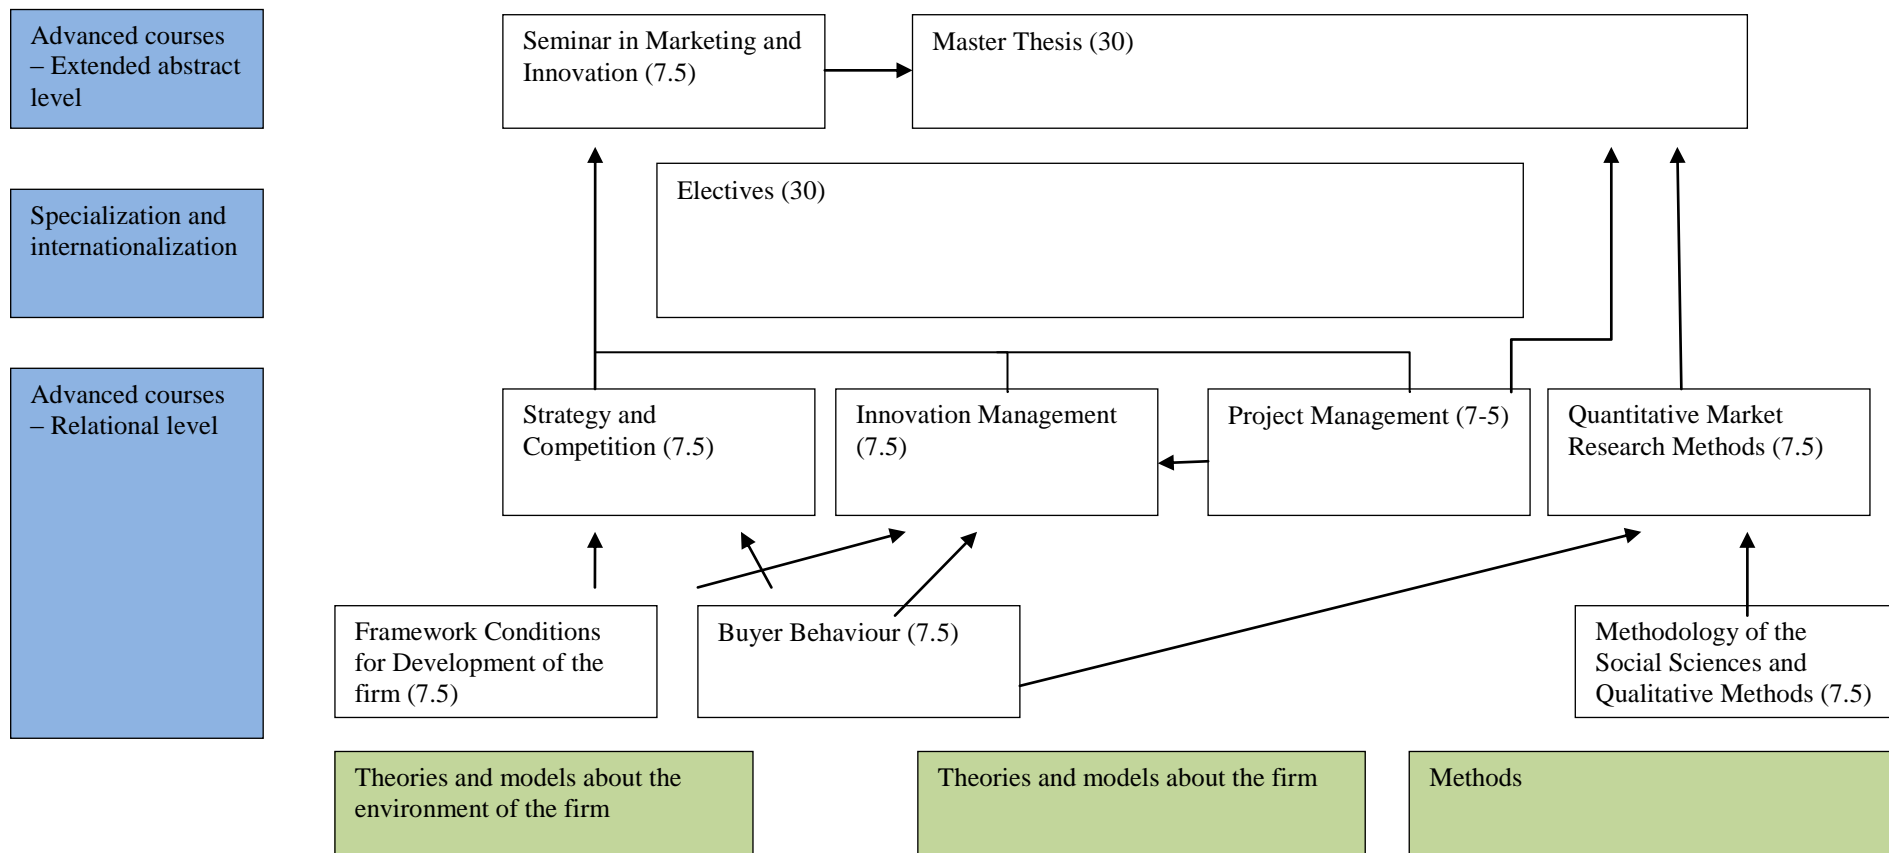 Advanced courses
– Extended abstract
level
Seminar in Marketing and
Innovation (7.5)
Master Thesis (30)
Specialization and
internationalization
Electives (30)
Advanced courses
– Relational level
Strategy and
Competition (7.5)
Innovation Management
(7.5)
Project Management (7-5)
Quantitative Market
Research Methods (7.5)
Framework Conditions
for Development of the
firm (7.5)
Buyer Behaviour (7.5)
Methodology of the
Social Sciences and
Qualitative Methods (7.5)
Theories and models about the
environment of the firm
Theories and models about the firm
Methods